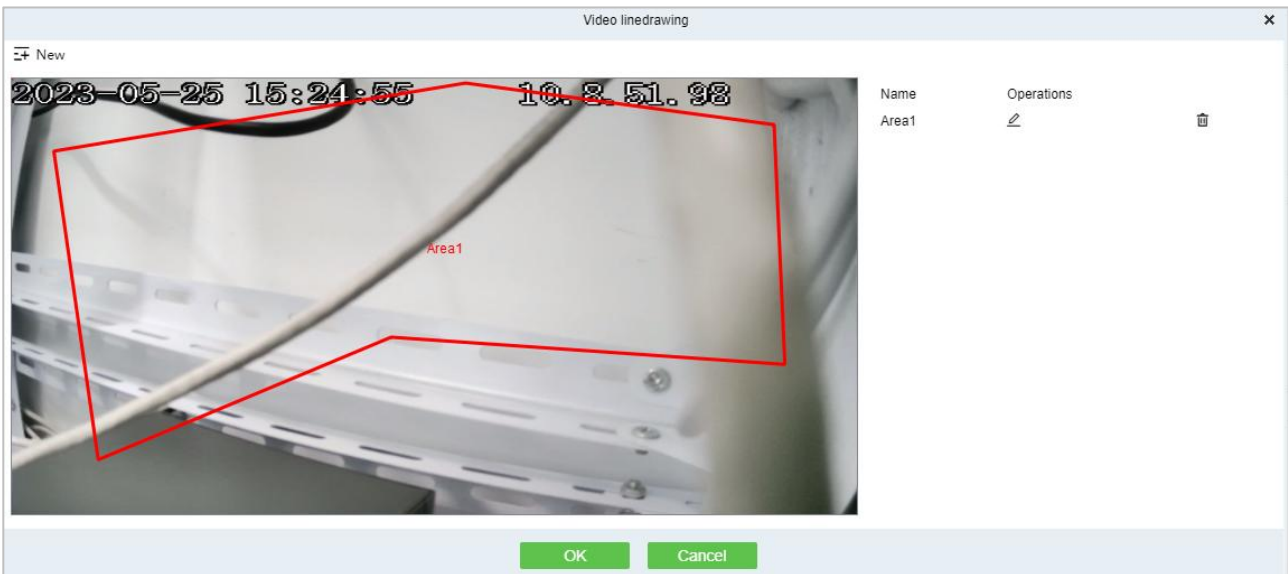 Video linedrawing
New
2023-05-25 15:24:55 10.8.51.98
Name Operations
Area1
Area1
OK Cancel